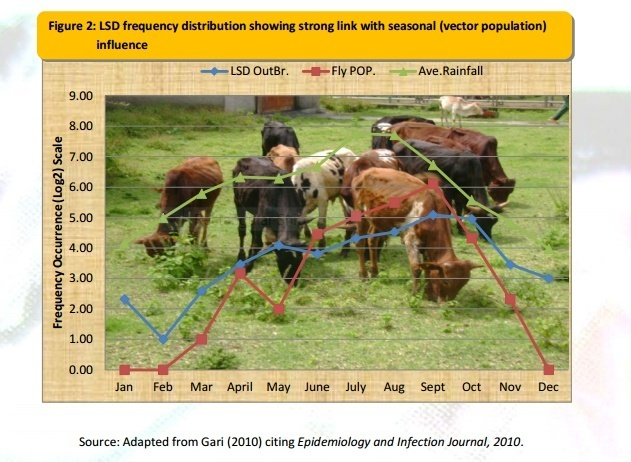 Figure 2: LSD frequency distribution showing strong link with seasonal (vector population)
influence
LSD OutBr. Fly POP. Ave.Rainfall
Frequency Occurrence (Log2) Scale
9.00
8.00
7.00
6.00
5.00
4.00
3.00
2.00
1.00
0.00
Jan Feb Mar April May June July Aug Sept Oct Nov Dec
Source: Adapted from Gari (2010) citing Epidemiology and Infection Journal, 2010.